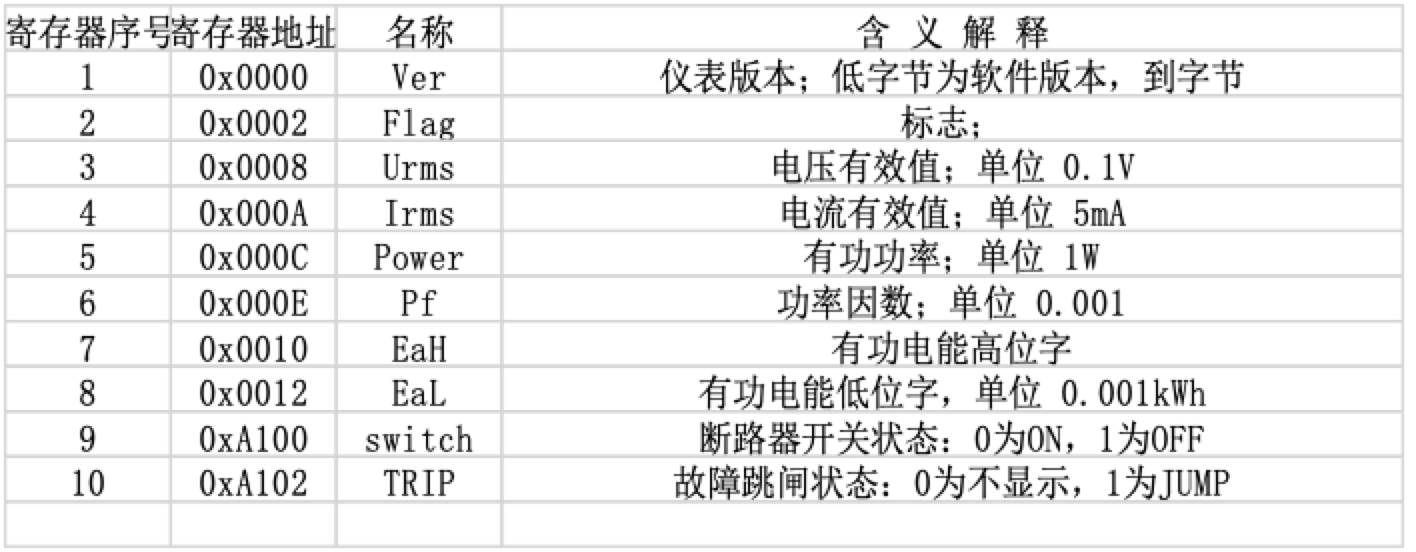 寄存器序号 寄存器地址 名称 含 义 解 释
1 0x0000 Ver 仪表版本；低字节为软件版本，到字节
2 0x0002 Flag 标志；
3 0x0008 Urms 电压有效值；单位 0.1V
4 0x000A Irms 电流有效值；单位 5mA
5 0x000C Power 有功功率；单位 1W
6 0x000E Pf 功率因数；单位 0.001
7 0x0010 EaH 有功电能高位字
8 0x0012 EaL 有功电能低位字，单位 0.001kWh
9 0xA100 switch 断路器开关状态：0为ON，1为OFF
10 0xA102 TRIP 故障跳闸状态：0为不显示，1为JUMP